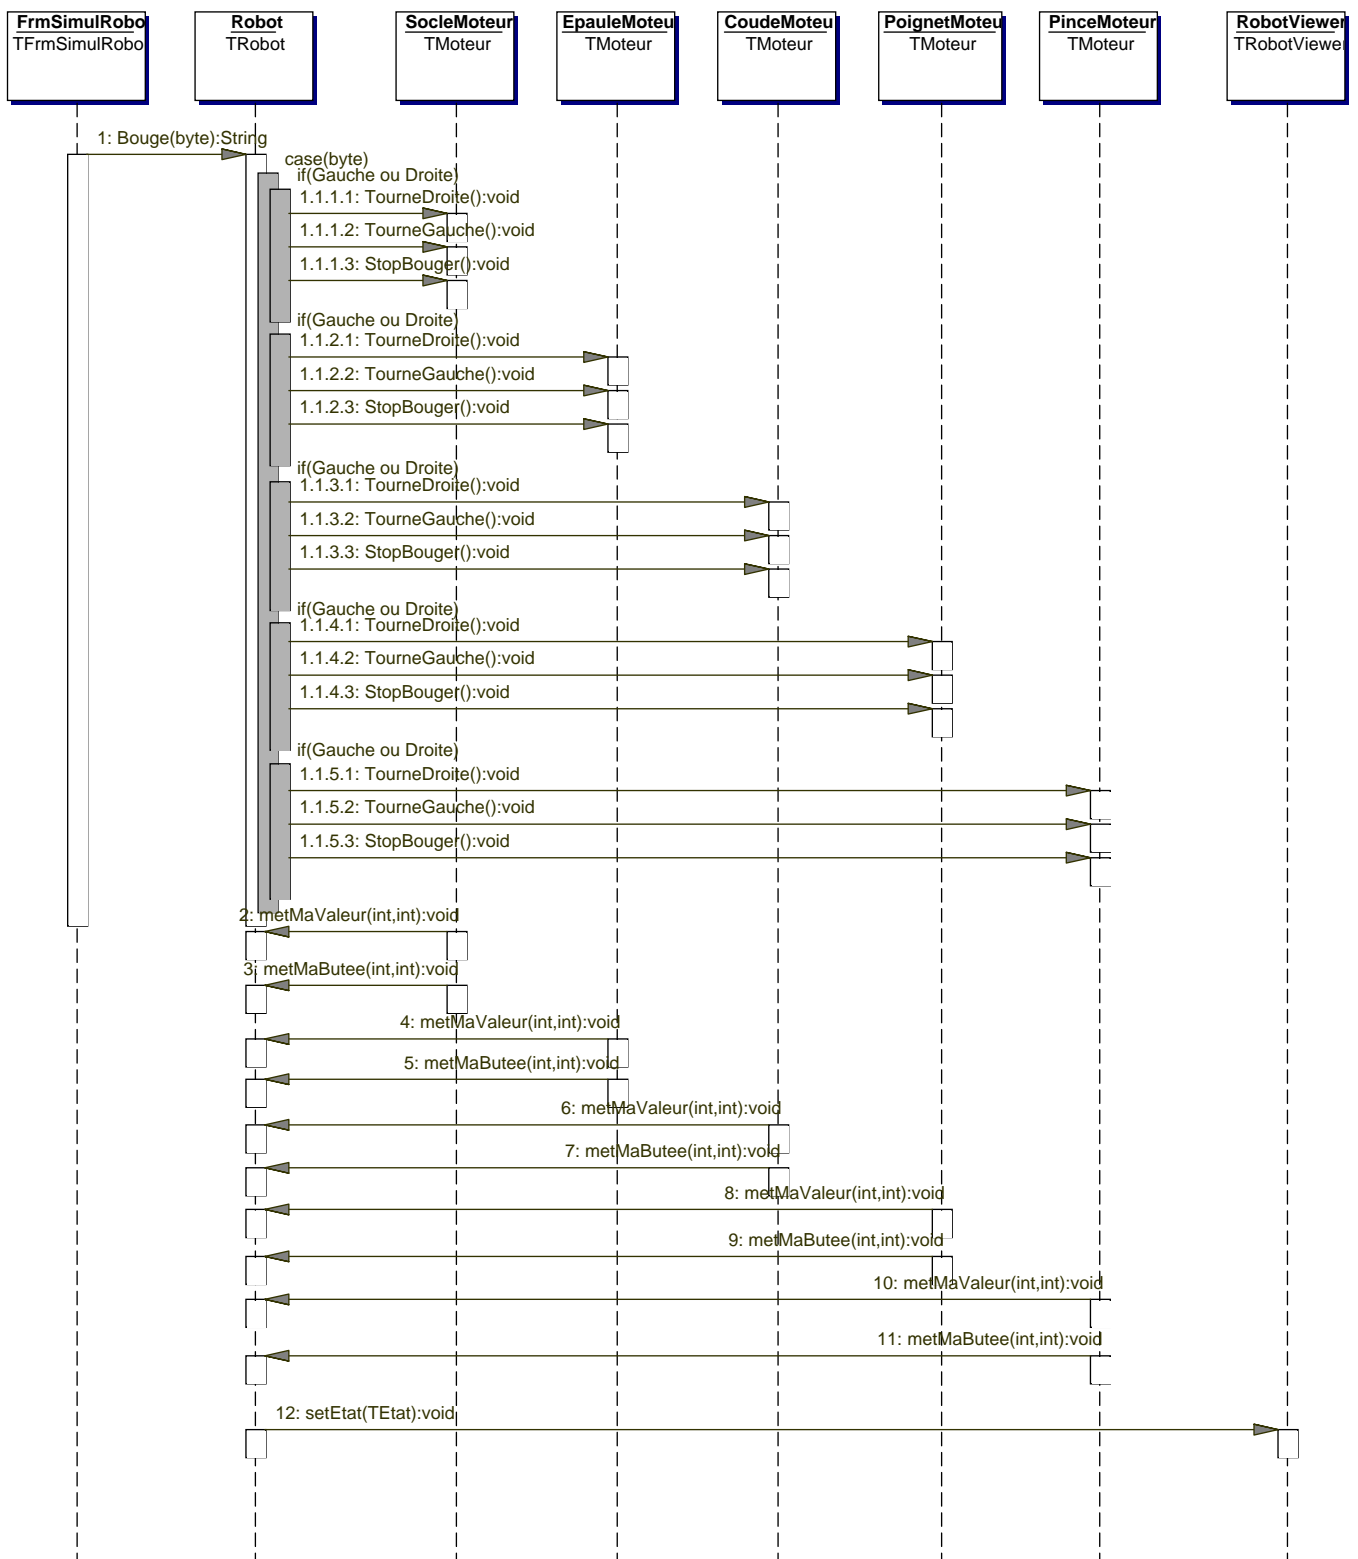 FrmSimulRobo
TFrmSimulRobo
Robot
TRobot
SocleMoteur
TMoteur
EpauleMoteu
TMoteur
CoudeMoteu
TMoteur
PoignetMoteu
TMoteur
PinceMoteur
TMoteur
RobotViewer
TRobotViewer
1: Bouge(byte):String
case(byte)
if(Gauche ou Droite)
1.1.1.1: TourneDroite():void
1.1.1.2: TourneGauche():void
1.1.1.3: StopBouger():void
if(Gauche ou Droite)
1.1.2.1: TourneDroite():void
1.1.2.2: TourneGauche():void
1.1.2.3: StopBouger():void
if(Gauche ou Droite)
1.1.3.1: TourneDroite():void
1.1.3.2: TourneGauche():void
1.1.3.3: StopBouger():void
if(Gauche ou Droite)
1.1.4.1: TourneDroite():void
1.1.4.2: TourneGauche():void
1.1.4.3: StopBouger():void
if(Gauche ou Droite)
1.1.5.1: TourneDroite():void
1.1.5.2: TourneGauche():void
1.1.5.3: StopBouger():void
2: metMaValeur(int,int):void
3: metMaButee(int,int):void
4: metMaValeur(int,int):void
5: metMaButee(int,int):void
6: metMaValeur(int,int):void
7: metMaButee(int,int):void
8: metMaValeur(int,int):void
9: metMaButee(int,int):void
10: metMaValeur(int,int):void
11: metMaButee(int,int):void
12: setEtat(TEtat):void